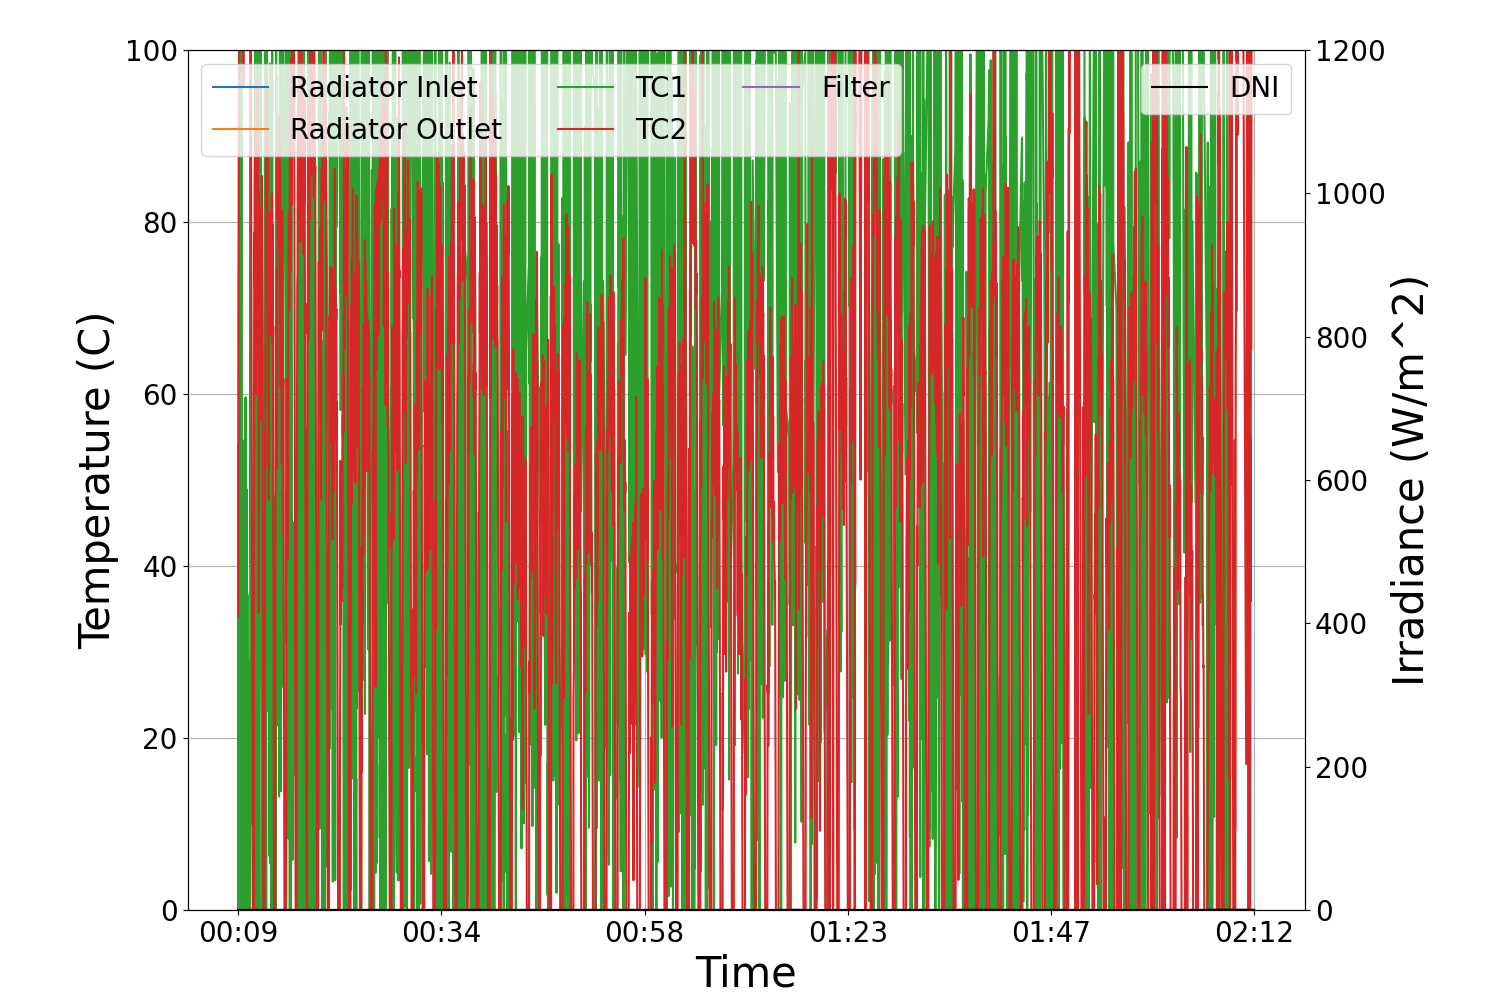 100
80
60
40
20
0
Temperature (C)
Radiator Inlet
Radiator Outlet
TC1
TC2
Filter
DNI
1200
1000
800
600
400
200
0
Irradiance (W/m^2)
00:09 00:34 00:58 01:23 01:47 02:12
Time